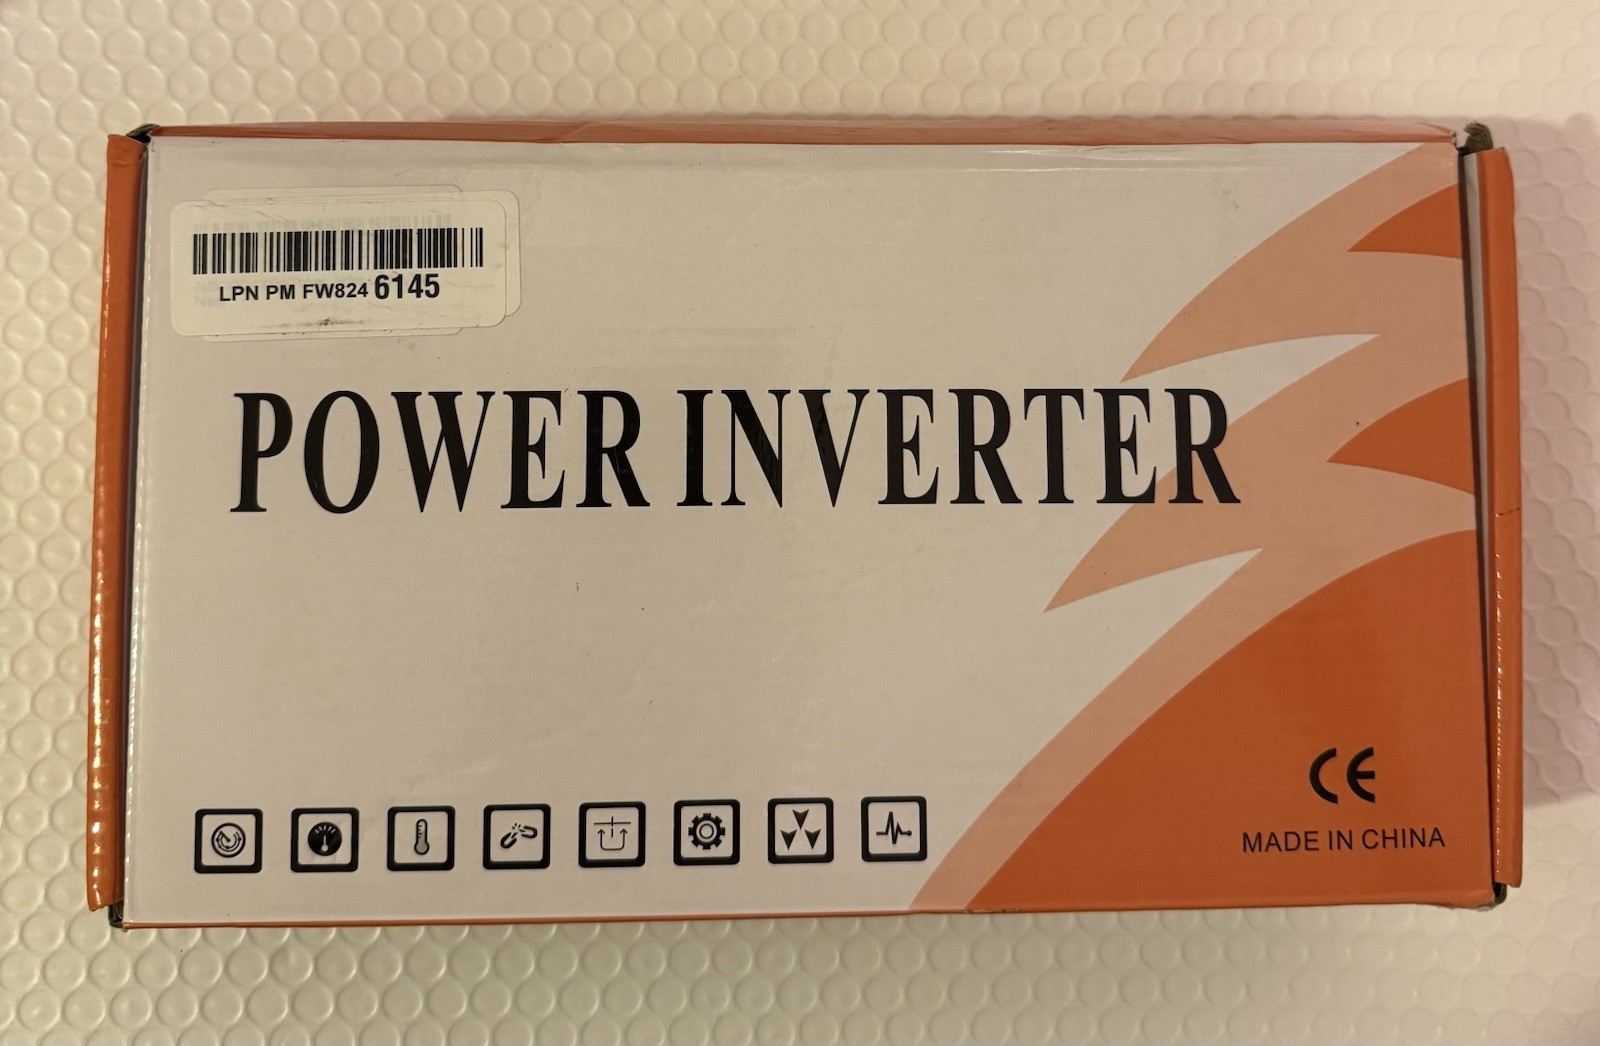 LPN PM FW824 6145
POWER INVERTER
CE
MADE IN CHINA